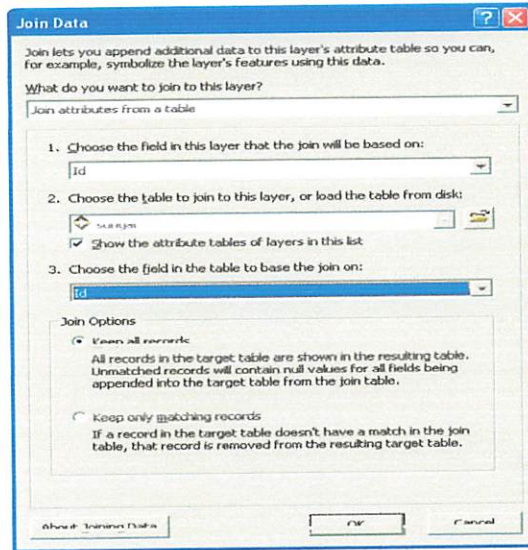 Join Data
Join lets you append additional data to this layer's attribute table so you can,
for example, symbolize the layer's features using this data.
What do you want to join to this layer?
Join attributes from a table
1. Choose the field in this layer that the join will be based on:
Id
2. Choose the table to join to this layer, or load the table from disk:
Show the attribute tables of layers in this list
3. Choose the field in the table to base the join on:
Id
Join Options
Keep all records
All records in the target table are shown in the resulting table.
Unmatched records will contain null values for all fields being
appended into the target table from the join table.
Keep only matching records
If a record in the target table doesn't have a match in the join
table, that record is removed from the resulting target table.
About Joining Data
OK
Cancel